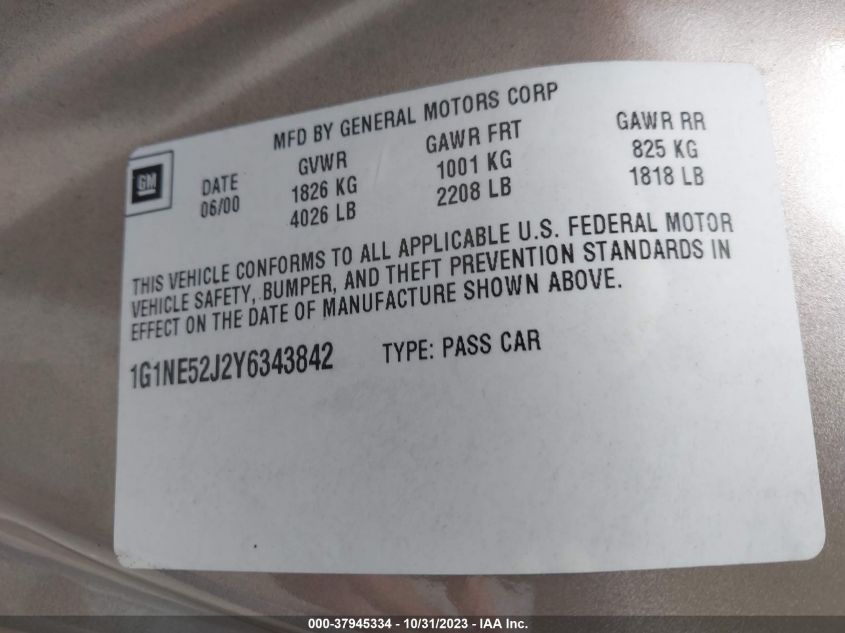 MFD BY GENERAL MOTORS CORP
GM
DATE
06/00
GVWR
1826 KG
4026 LB
GAWR FRT
1001 KG
2208 LB
GAWR RR
825 KG
1818 LB
THIS VEHICLE CONFORMS TO ALL APPLICABLE U.S. FEDERAL MOTOR
VEHICLE SAFETY, BUMPER, AND THEFT PREVENTION STANDARDS IN
EFFECT ON THE DATE OF MANUFACTURE SHOWN ABOVE.
1G1NE52J2Y6343842 TYPE: PASS CAR
000-37945334 - 10/31/2023 - IAA Inc.